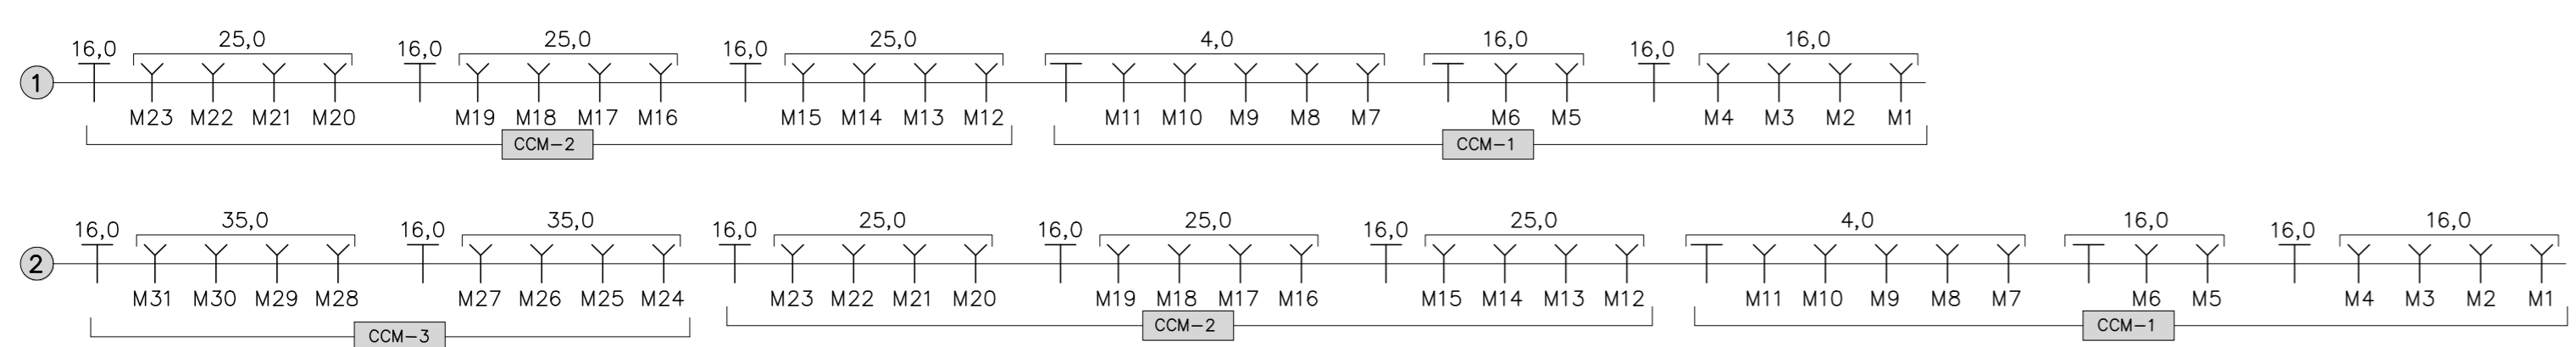 16,0 25,0 16,0 25,0 16,0 25,0 4,0 16,0 16,0 16,0
1
M23 M22 M21 M20 M19 M18 M17 M16 M15 M14 M13 M12 M11 M10 M9 M8 M7 M6 M5 M4 M3 M2 M1
CCM-2 CCM-1
16,0 35,0 16,0 35,0 16,0 25,0 16,0 25,0 16,0 25,0 4,0 16,0 16,0 16,0
2
M31 M30 M29 M28 M27 M26 M25 M24 M23 M22 M21 M20 M19 M18 M17 M16 M15 M14 M13 M12 M11 M10 M9 M8 M7 M6 M5 M4 M3 M2 M1
CCM-3 CCM-2 CCM-1